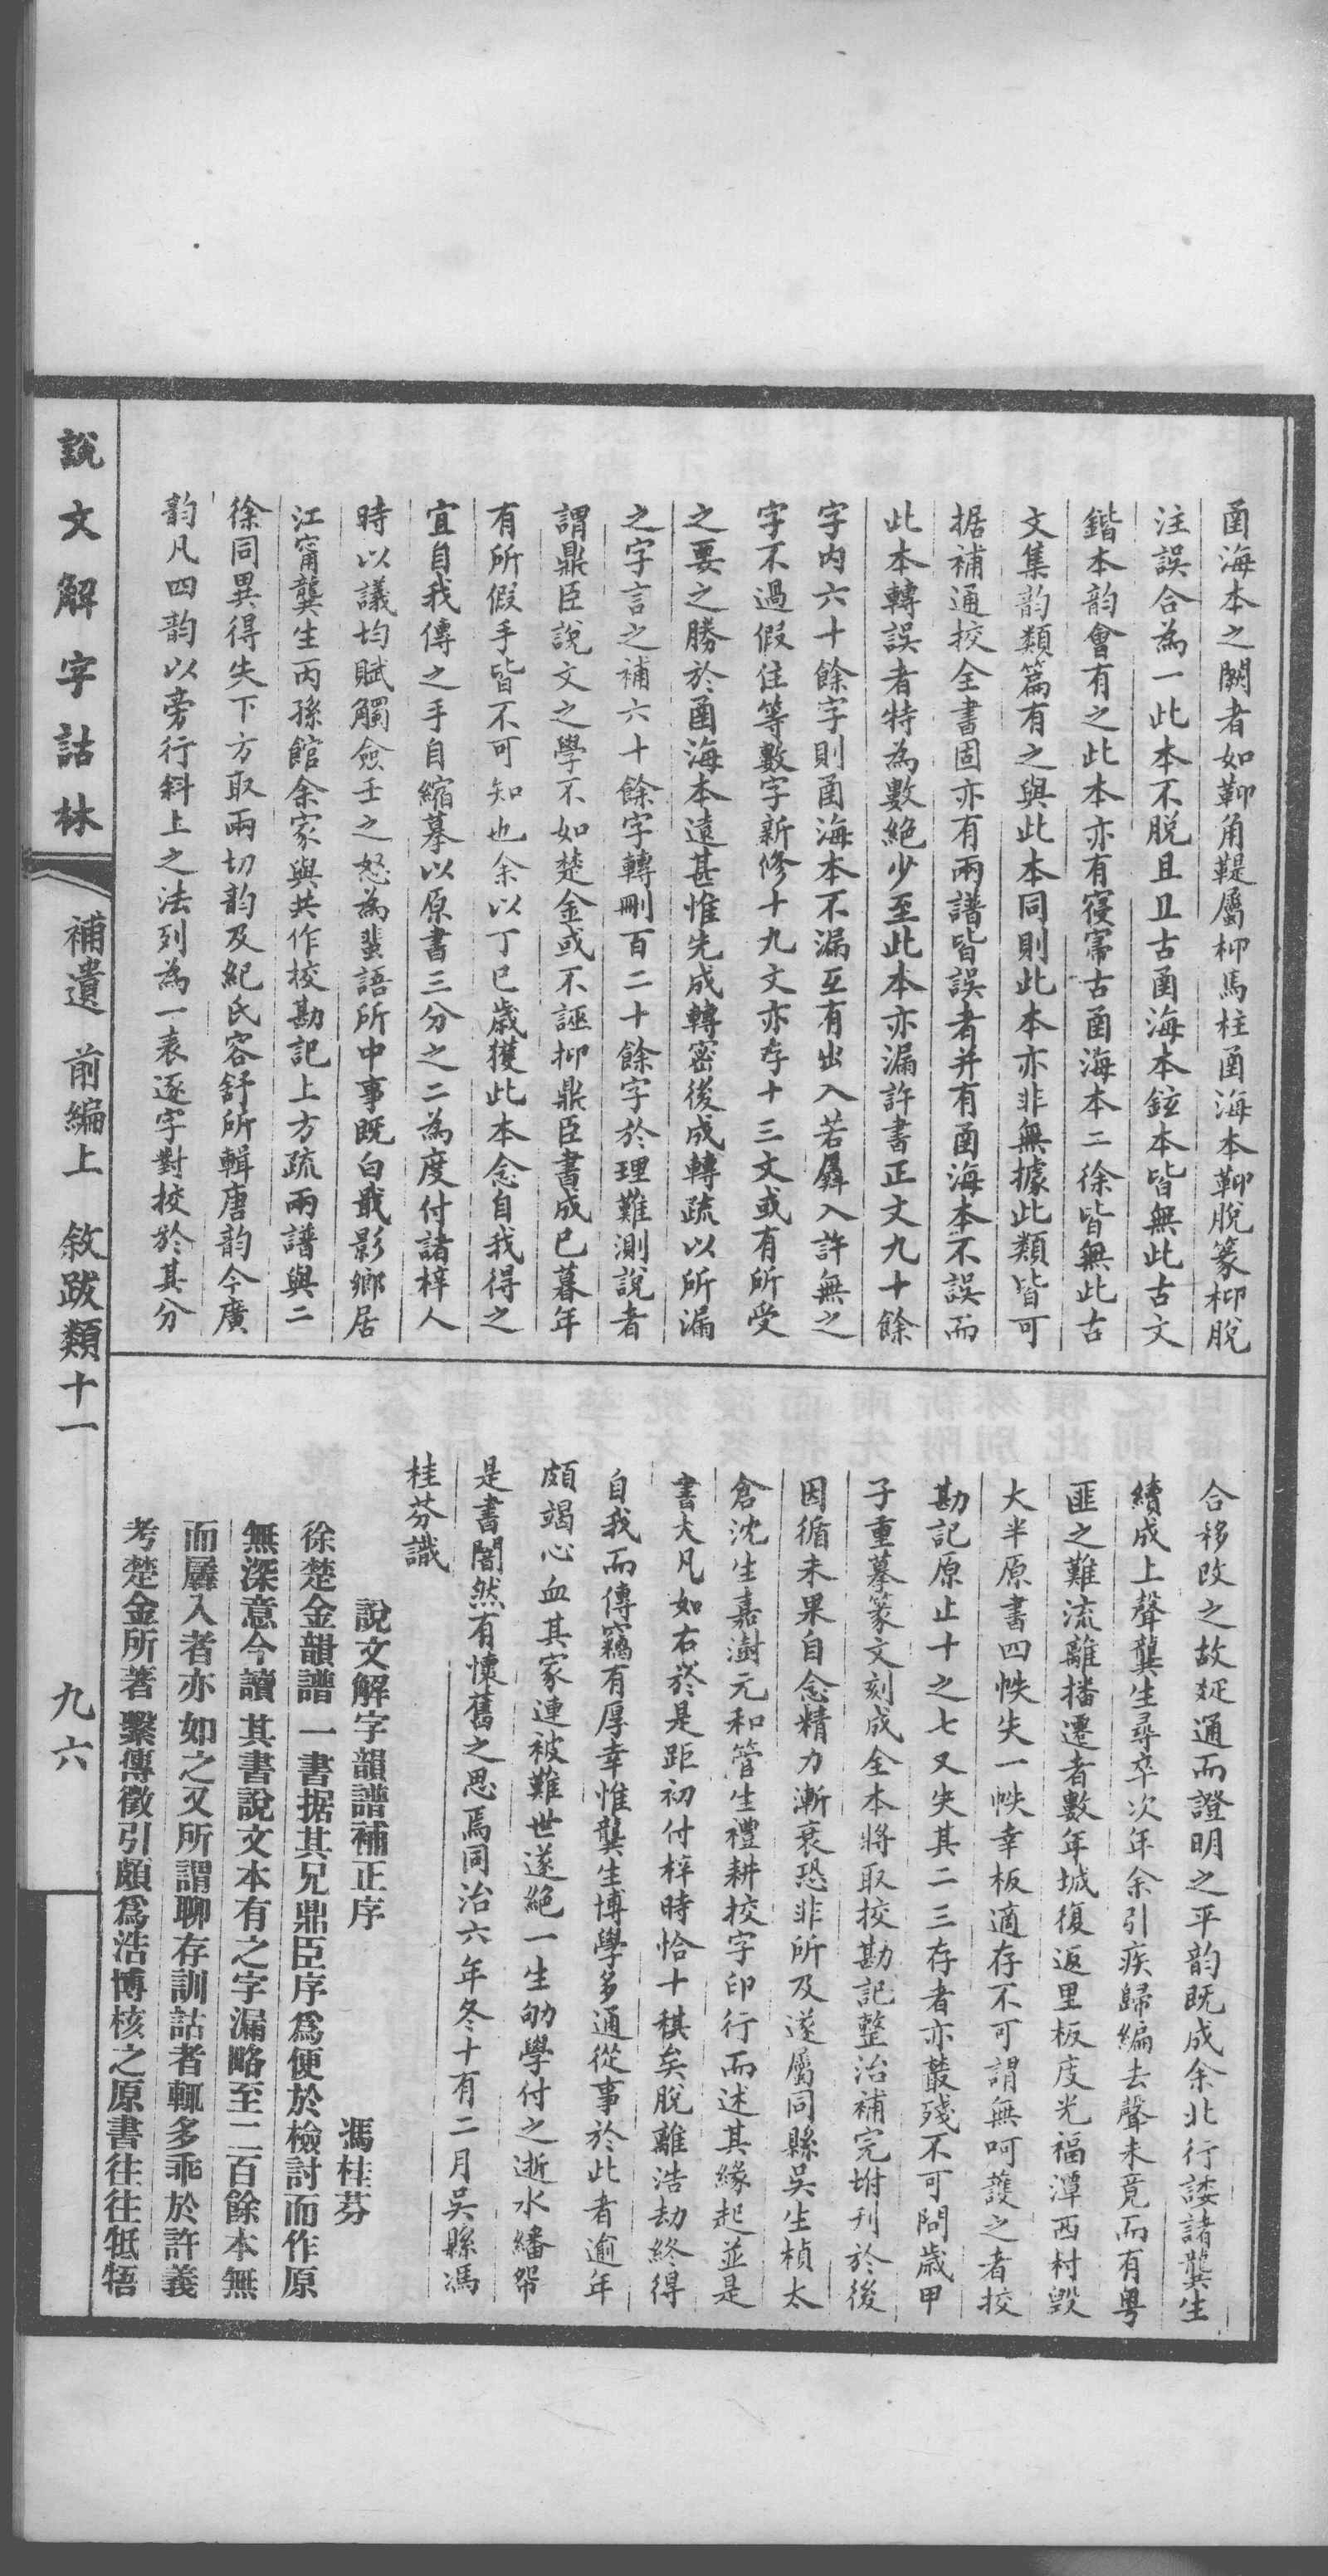 函海本之闕者如䩕角鞮屬枊馬柱函海本䩕脫篆枊脫
注誤合為一此本不脫且且古函海本鉉本皆無此古文
鍇本韵會有之此本亦有寑㝲古函海本二徐皆無此古
文集韵類篇有之與此本同則此本亦非無據此類皆可
据補通挍全書固亦有兩譜皆誤者并有函海本不誤而
此本轉誤者特為數絕少至此本亦漏許書正文九十餘
字內六十餘字則函海本不漏互有出入若羼入許無之
字不過假住等數字新修十九文亦存十三文或有所受
之要之勝於函海本遠甚惟先成轉密後成轉疏以所漏
之字言之補六十餘字轉刪百二十餘字於理難測說者
謂鼎臣說文之學不如楚金或不誣抑鼎臣書成已暮年
有所假手皆不可知也余以丁巳歲獲此本念自我得之
宜自我傳之手自縮摹以原書三分之二為度付諸梓人
時以議均賦觸僉壬之怒為蜚語所中事既白戢影鄉居
江甯龔生丙孫館余家與共作校勘記上方疏兩譜與二
徐同異得失下方取兩切韵及紀氏容舒所輯唐韵今廣
韵凡四韵以旁行斜上之法列為一表逐字對挍於其分
合移改之故疑通而證明之平韵既成余北行諉諸龔生
續成上聲龔生尋卒次年余引疾歸編去聲未竟而有粵
匪之難流離播遷者數年城復返里板庋光福潭西村毀
大半原書四帙失一帙幸板適存不可謂無呵護之者挍
勘記原止十之七又失其二三存者亦叢殘不可問歲甲
子重摹篆文刻成全本將取挍勘記整治補完坿刊於後
因循未果自念精力漸衰恐非所及遂屬同縣吳生楨太
倉沈生嘉澍元和管生禮耕挍字印行而述其緣起並是
書大凡如右於是距初付梓時恰十稘矣脫離浩劫終得
自我而傳竊有厚幸惟龔生博學多通從事於此者逾年
頗竭心血其家連被難世遂絕一生劬學付之逝水繙帤
是書闇然有懷舊之思焉同治六年冬十有二月吳縣馮
桂芬識
說文解字韻譜補正序　馮桂芬
徐楚金韻譜一書据其兄鼎臣序爲便於檢討而作原
無深意今讀其書說文本有之字漏略至二百餘本無
而羼入者亦如之又所謂聊存訓詁者輒多乖於許義
考楚金所著繫傳徵引頗爲浩博核之原書往往牴牾
說文解字詁林　補遺　前編上　敘跋類十一　九六